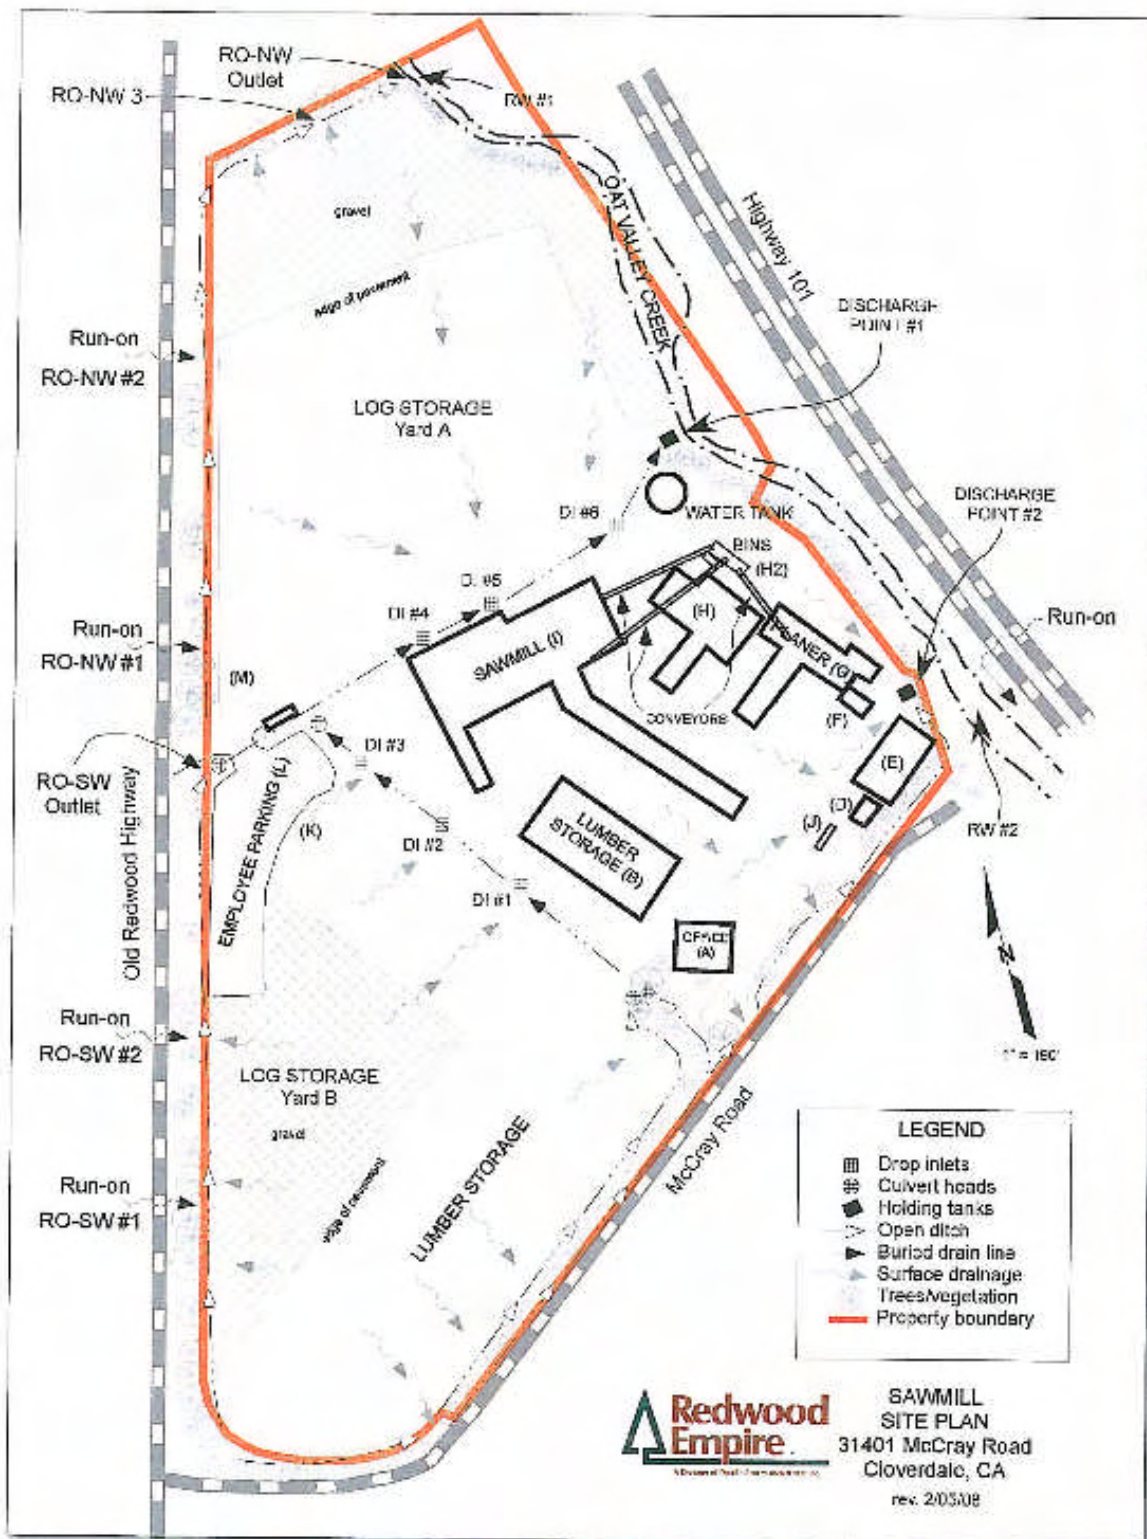 RO-NW
Outlet
RO-NW 3
RW #1
gravel
OAT VALLEY CREEK
Highway 101
edge of pavement
DISCHARGE
POINT #1
Run-on
RO-NW #2
LOG STORAGE
Yard A
DISCHARGE
POINT #2
DI #6
WATER TANK
BINS
(H2)
DI #5
DI #4
(H)
Run-on
Run-on
RO-NW #1
SAWMILL (I)
PLANER (G)
(M)
(F)
CONVEYORS
DI #3
RO-SW
Outlet
(E)
EMPLOYEE PARKING (L)
(K)
(D)
(J)
RW #2
DI #2
LUMBER
STORAGE (B)
DI #1
Old Redwood Highway
OFFICE
(A)
N
Run-on
RO-SW #2
1" = 190'
LOG STORAGE
Yard B
gravel
McCray Road
edge of pavement
LUMBER STORAGE
Run-on
RO-SW #1
LEGEND
Drop inlets
Culvert heads
Holding tanks
Open ditch
Buried drain line
Surface drainage
Trees/vegetation
Property boundary
Redwood
Empire
SAWMILL
SITE PLAN
31401 McCray Road
Cloverdale, CA